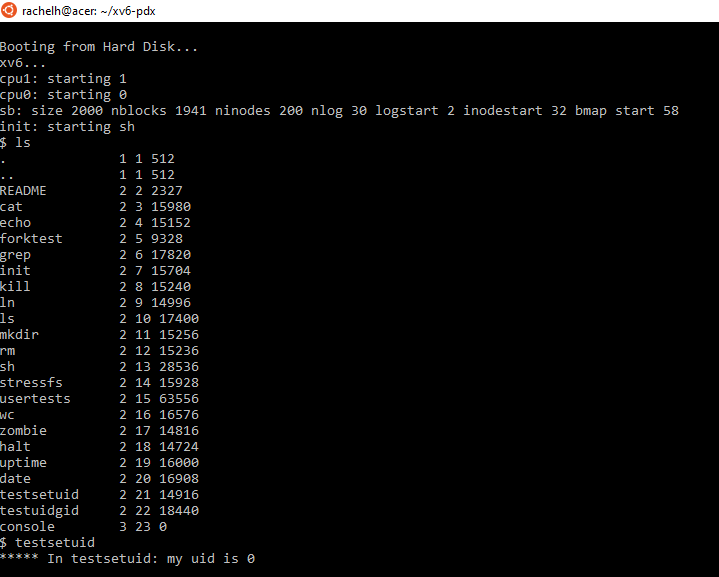 rachelh@acer: ~/xv6-pdx
Booting from Hard Disk...
xv6...
cpu1: starting 1
cpu0: starting 0
sb: size 2000 nblocks 1941 ninodes 200 nlog 30 logstart 2 inodestart 32 bmap start 58
init: starting sh
$ ls
.              1 1 512
..             1 1 512
README         2 2 2327
cat            2 3 15980
echo           2 4 15152
forktest       2 5 9328
grep           2 6 17820
init           2 7 15704
kill           2 8 15240
ln             2 9 14996
ls             2 10 17400
mkdir          2 11 15256
rm             2 12 15236
sh             2 13 28536
stressfs       2 14 15928
usertests      2 15 63556
wc             2 16 16576
zombie         2 17 14816
halt           2 18 14724
uptime         2 19 16000
date           2 20 16908
testsetuid     2 21 14916
testuidgid     2 22 18440
console        3 23 0
$ testsetuid
***** In testsetuid: my uid is 0